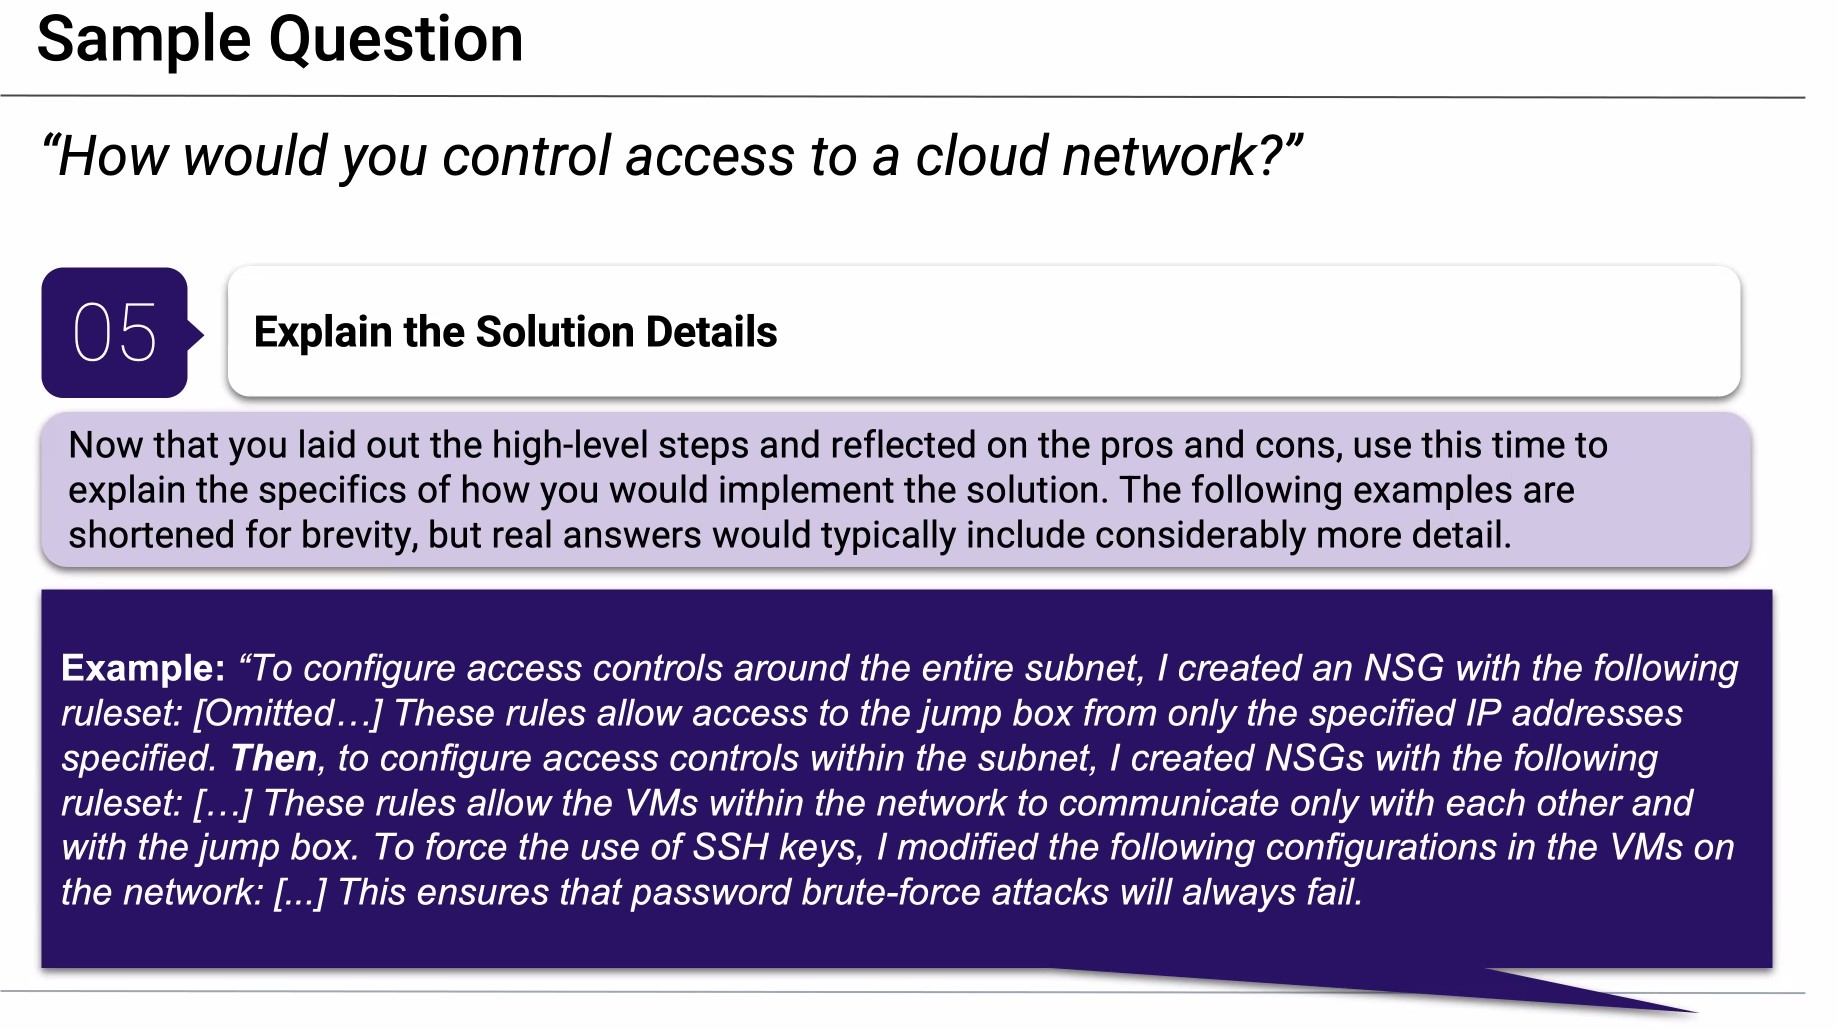 Sample Question
“How would you control access to a cloud network?”
05
Explain the Solution Details
Now that you laid out the high-level steps and reflected on the pros and cons, use this time to
explain the specifics of how you would implement the solution. The following examples are
shortened for brevity, but real answers would typically include considerably more detail.
Example: “To configure access controls around the entire subnet, I created an NSG with the following
ruleset: [Omitted…] These rules allow access to the jump box from only the specified IP addresses
specified. Then, to configure access controls within the subnet, I created NSGs with the following
ruleset: […] These rules allow the VMs within the network to communicate only with each other and
with the jump box. To force the use of SSH keys, I modified the following configurations in the VMs on
the network: [...] This ensures that password brute-force attacks will always fail.